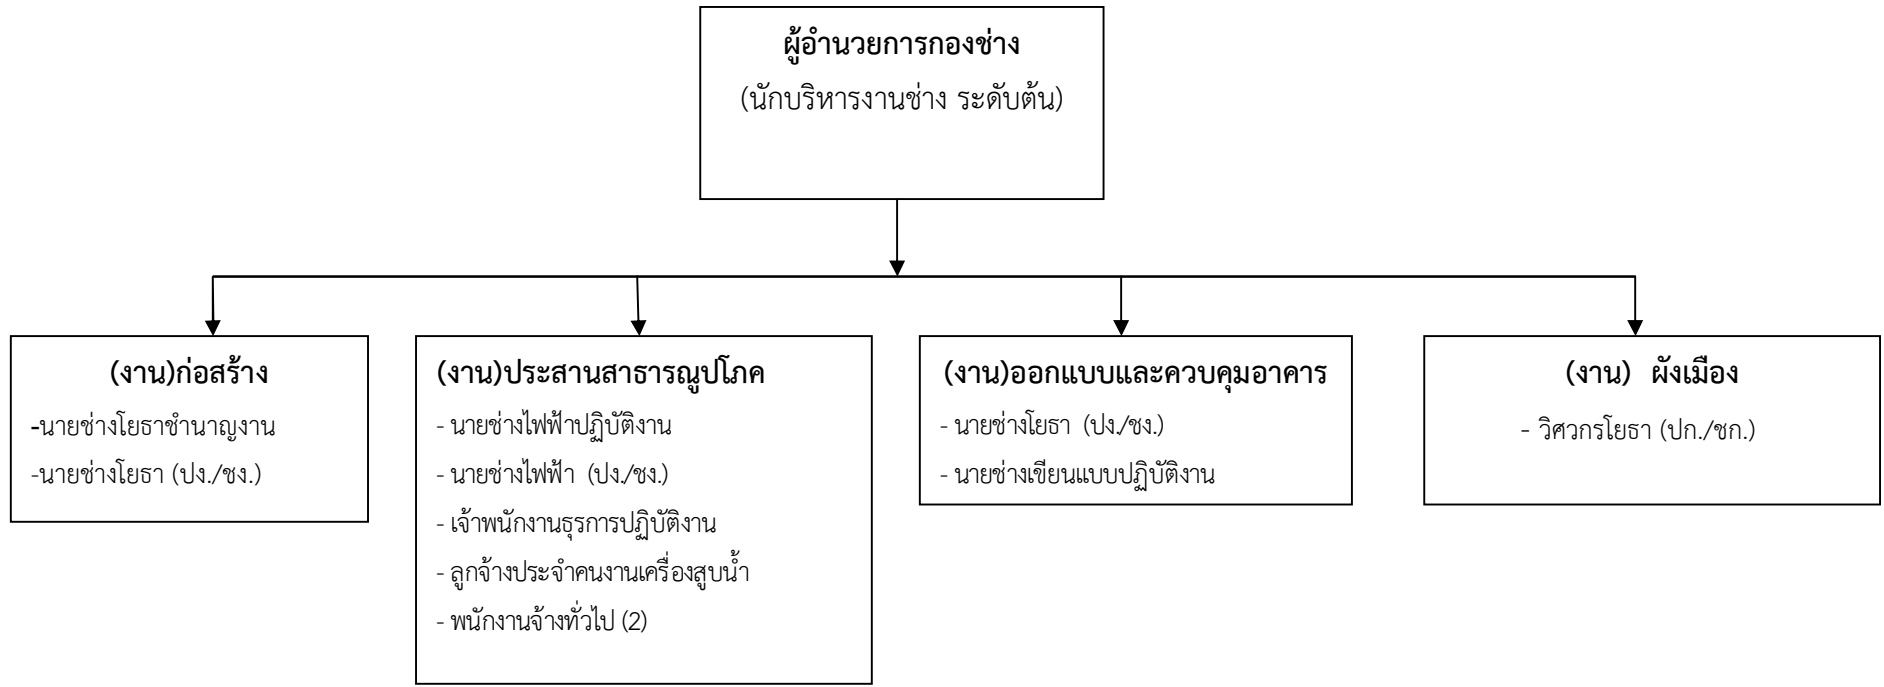 ผู้อำนวยการกองช่าง
(นักบริหารงานช่าง ระดับต้น)
(งาน)ก่อสร้าง
-นายช่างโยธาชำนาญงาน
-นายช่างโยธา (ปง./ชง.)
(งาน)ประสานสาธารณูปโภค
- นายช่างไฟฟ้าปฏิบัติงาน
- นายช่างไฟฟ้า (ปง./ชง.)
- เจ้าพนักงานธุรการปฏิบัติงาน
- ลูกจ้างประจำคนงานเครื่องสูบน้ำ
- พนักงานจ้างทั่วไป (2)
(งาน)ออกแบบและควบคุมอาคาร
- นายช่างโยธา (ปง./ชง.)
- นายช่างเขียนแบบปฏิบัติงาน
(งาน) ผังเมือง
- วิศวกรโยธา (ปก./ชก.)